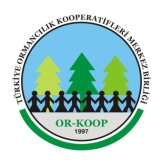 TÜRKİYE ORMANCILIK KOOPERATİFLERİ MERKEZ BİRLİĞİ
OR-KOOP
1997